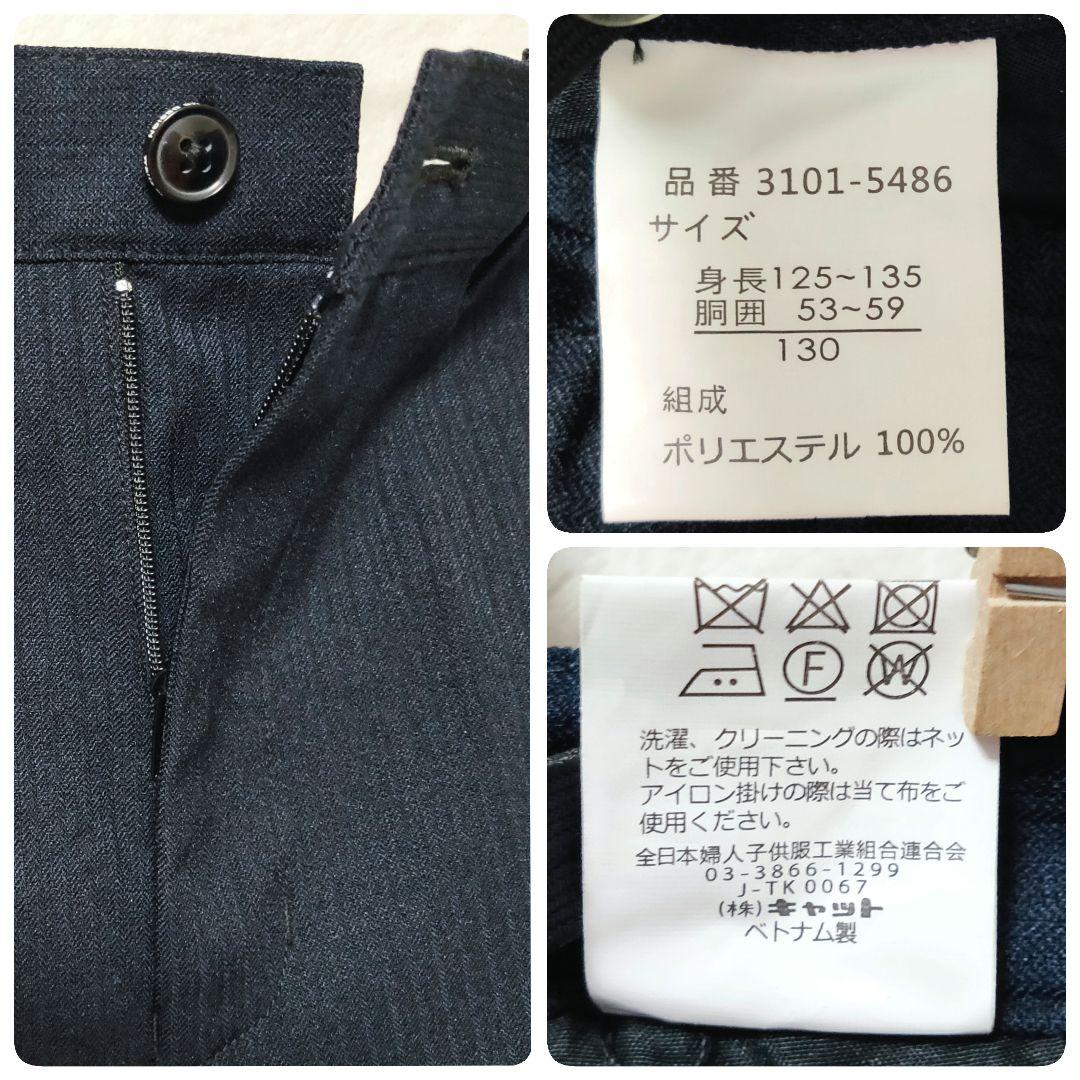 品番 3101-5486
サイズ
身長125~135
胴囲 53~59
130
組成
ポリエステル 100%
F
W
洗濯、クリーニングの際はネッ
トをご使用下さい。
アイロン掛けの際は当て布をご
使用ください。
全日本婦人子供服工業組合連合会
03-3866-1299
J-TK0067
(株)キャット
ベトナム製